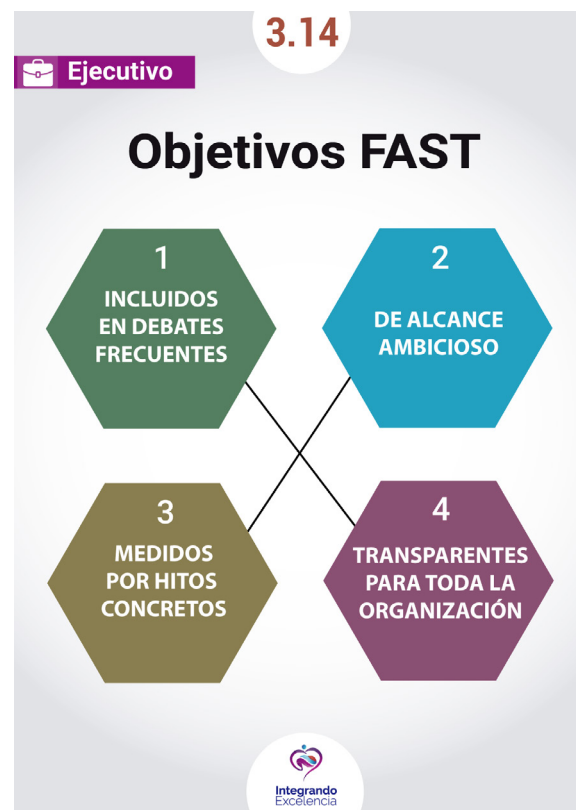 3.14
Ejecutivo
Objetivos FAST
1
INCLUIDOS
EN DEBATES
FRECUENTES
2
DE ALCANCE
AMBICIOSO
3
MEDIDOS
POR HITOS
CONCRETOS
4
TRANSPARENTES
PARA TODA LA
ORGANIZACIÓN
Integrando
Excelencia